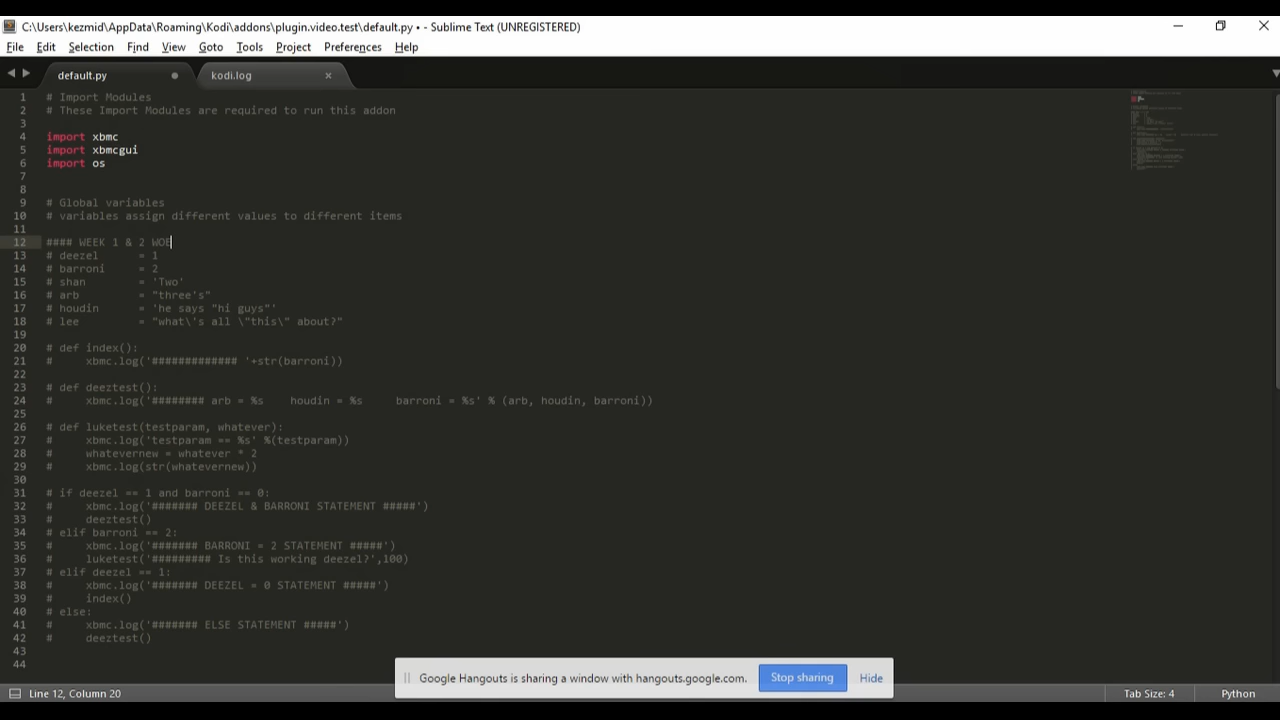 C:\Users\kezmid\AppData\Roaming\Kodi\addons\plugin.video.test\default.py • - Sublime Text (UNREGISTERED)
File Edit Selection Find View Goto Tools Project Preferences Help
default.py kodi.log
1 # Import Modules
2 # These Import Modules are required to run this addon
3
4 import xbmc
5 import xbmcgui
6 import os
7
8
9 # Global variables
10 # variables assign different values to different items
11
12 #### WEEK 1 & 2 WOE
13 # deezel      = 1
14 # barroni     = 2
15 # shan        = 'Two'
16 # arb         = "three's"
17 # houdin      = 'he says "hi guys"'
18 # lee         = "what\'s all \"this\" about?"
19
20 # def index():
21 #     xbmc.log('############# '+str(barroni))
22
23 # def deeztest():
24 #     xbmc.log('######## arb = %s    houdin = %s     barroni = %s' % (arb, houdin, barroni))
25
26 # def luketest(testparam, whatever):
27 #     xbmc.log('testparam == %s' %(testparam))
28 #     whatevernew = whatever * 2
29 #     xbmc.log(str(whatevernew))
30
31 # if deezel == 1 and barroni == 0:
32 #     xbmc.log('####### DEEZEL & BARRONI STATEMENT #####')
33 #     deeztest()
34 # elif barroni == 2:
35 #     xbmc.log('####### BARRONI = 2 STATEMENT #####')
36 #     luketest('######### Is this working deezel?',100)
37 # elif deezel == 1:
38 #     xbmc.log('####### DEEZEL = 0 STATEMENT #####')
39 #     index()
40 # else:
41 #     xbmc.log('####### ELSE STATEMENT #####')
42 #     deeztest()
43
44
Google Hangouts is sharing a window with hangouts.google.com. Stop sharing Hide
Line 12, Column 20 Tab Size: 4 Python